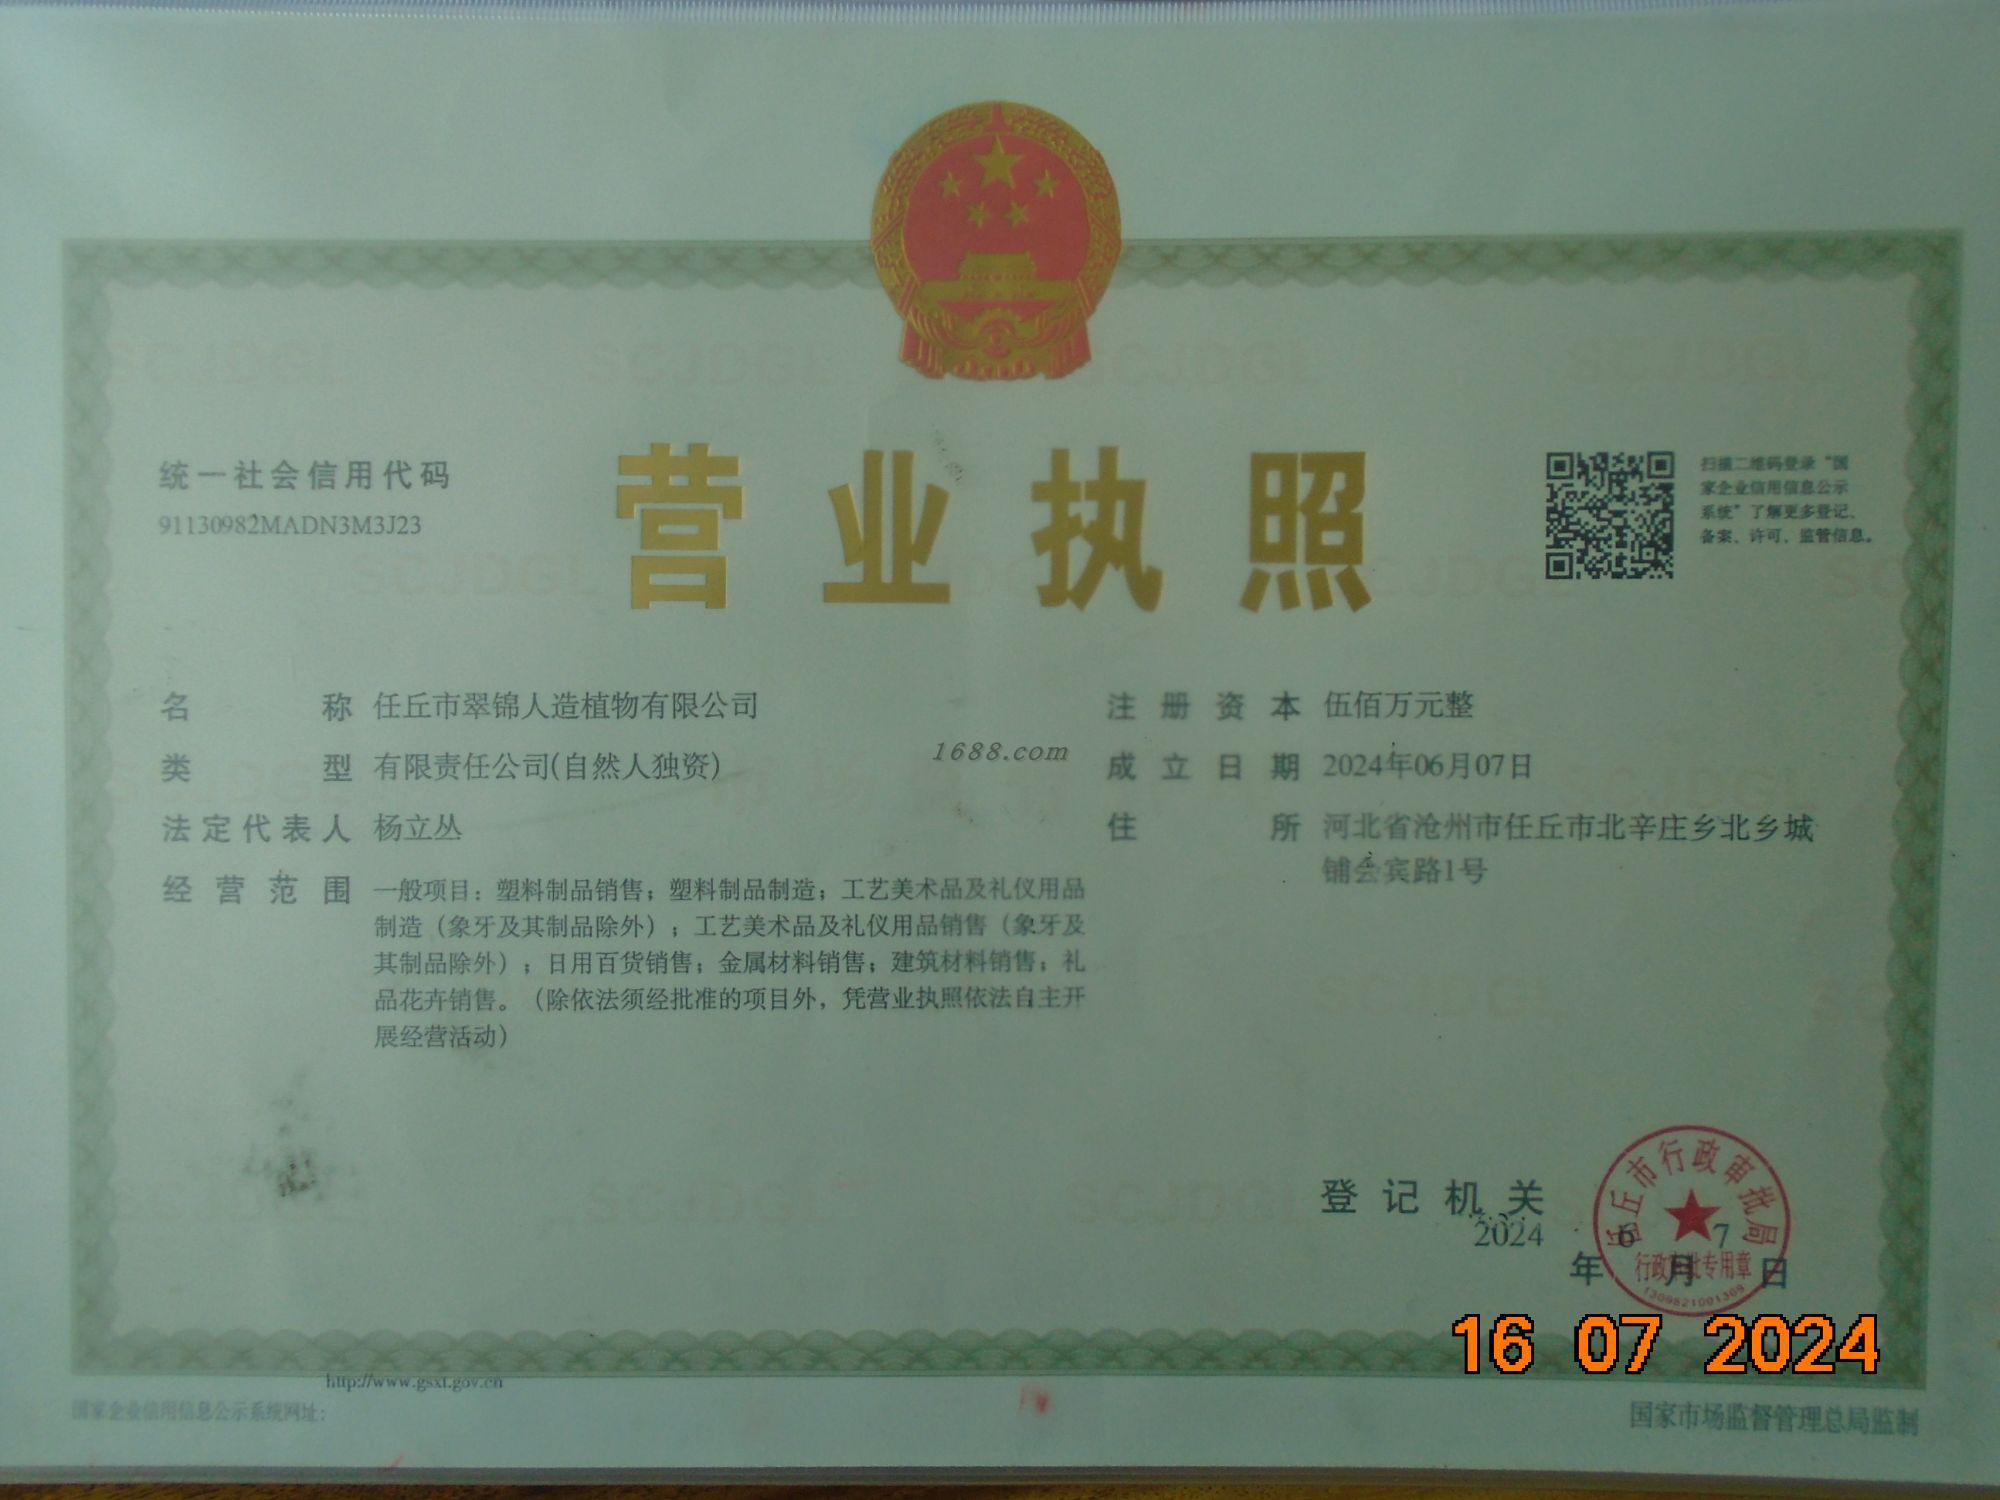 统一社会信用代码
91130982MADN3M3J23
营业执照
扫描二维码登录“国
家企业信用信息公示
系统”了解更多登记、
备案、许可、监管信息。
名称 任丘市翠锦人造植物有限公司
类型 有限责任公司(自然人独资)
法定代表人 杨立丛
经营范围 一般项目：塑料制品销售；塑料制品制造；工艺美术品及礼仪用品
制造（象牙及其制品除外）；工艺美术品及礼仪用品销售（象牙及
其制品除外）；日用百货销售；金属材料销售；建筑材料销售；礼
品花卉销售。（除依法须经批准的项目外，凭营业执照依法自主开
展经营活动）
1688.com
注册资本 伍佰万元整
成立日期 2024年06月07日
住所 河北省沧州市任丘市北辛庄乡北乡城
铺会宾路1号
登记机关
2024 年 6 月 7 日
任丘市行政审批局
行政审批专用章
16 07 2024
http://www.gsxt.gov.cn
国家企业信用信息公示系统网址：
国家市场监督管理总局监制
SCJDGL
SCJDGL
SCJDGL
SCJDGL